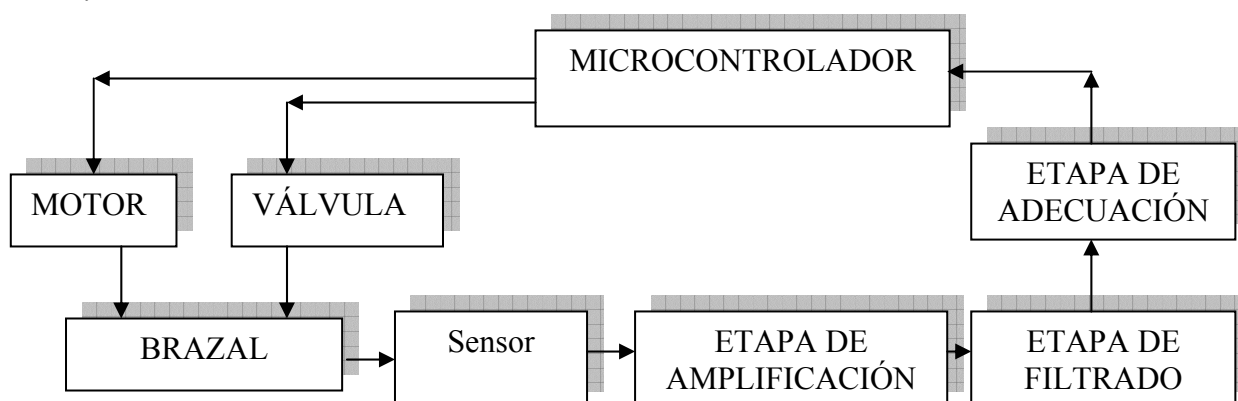 MICROCONTROLADOR
MOTOR
VÁLVULA
ETAPA DE
ADECUACIÓN
BRAZAL
Sensor
ETAPA DE
AMPLIFICACIÓN
ETAPA DE
FILTRADO